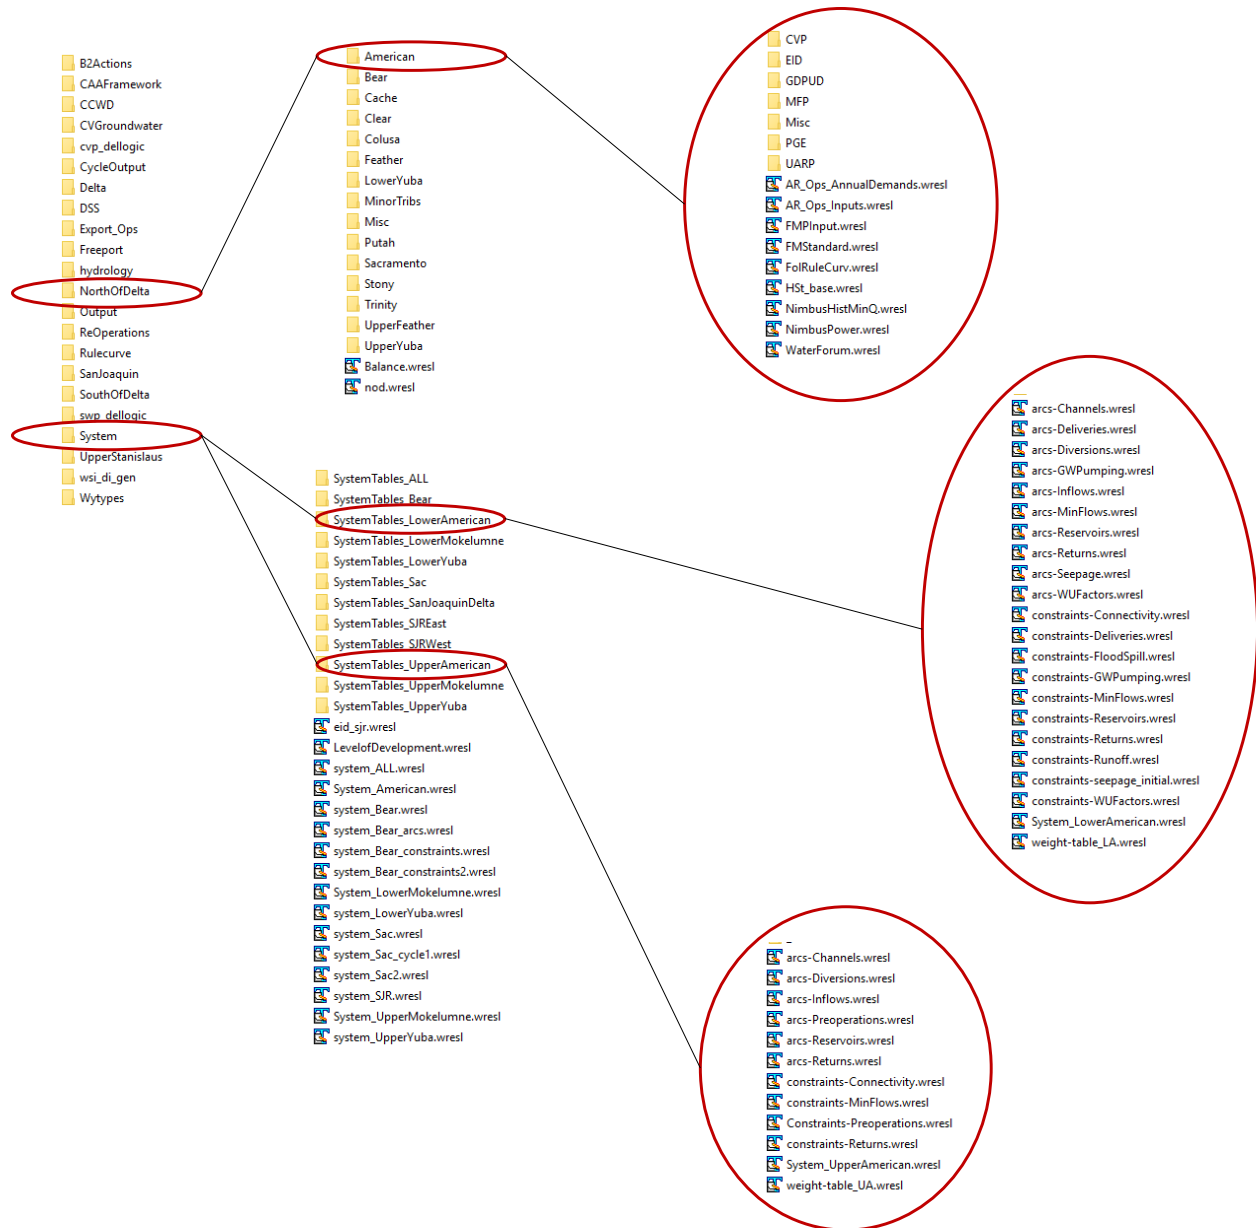 B2Actions
CAAFramework
CCWD
CVGroundwater
cvp_dellogic
CycleOutput
Delta
DSS
Export_Ops
Freeport
hydrology
NorthOfDelta
Output
ReOperations
Rulecurve
SanJoaquin
SouthOfDelta
swp_dellogic
System
UpperStanislaus
wsi_di_gen
Wytypes
American
Bear
Cache
Clear
Colusa
Feather
LowerYuba
MinorTribs
Misc
Putah
Sacramento
Stony
Trinity
UpperFeather
UpperYuba
Balance.wresl
nod.wresl
CVP
EID
GDPUD
MFP
Misc
PGE
UARP
AR_Ops_AnnualDemands.wresl
AR_Ops_Inputs.wresl
FMPInput.wresl
FMStandard.wresl
FolRuleCurv.wresl
HSt_base.wresl
NimbusHistMinQ.wresl
NimbusPower.wresl
WaterForum.wresl
SystemTables_ALL
SystemTables_Bear
SystemTables_LowerAmerican
SystemTables_LowerMokelumne
SystemTables_LowerYuba
SystemTables_Sac
SystemTables_SanJoaquinDelta
SystemTables_SJREast
SystemTables_SJRWest
SystemTables_UpperAmerican
SystemTables_UpperMokelumne
SystemTables_UpperYuba
eid_sjr.wresl
LevelofDevelopment.wresl
system_ALL.wresl
System_American.wresl
system_Bear.wresl
system_Bear_arcs.wresl
system_Bear_constraints.wresl
system_Bear_constraints2.wresl
System_LowerMokelumne.wresl
system_LowerYuba.wresl
system_Sac.wresl
system_Sac_cycle1.wresl
system_Sac2.wresl
system_SJR.wresl
System_UpperMokelumne.wresl
system_UpperYuba.wresl
arcs-Channels.wresl
arcs-Deliveries.wresl
arcs-Diversions.wresl
arcs-GWPumping.wresl
arcs-Inflows.wresl
arcs-MinFlows.wresl
arcs-Reservoirs.wresl
arcs-Returns.wresl
arcs-Seepage.wresl
arcs-WUFactors.wresl
constraints-Connectivity.wresl
constraints-Deliveries.wresl
constraints-FloodSpill.wresl
constraints-GWPumping.wresl
constraints-MinFlows.wresl
constraints-Reservoirs.wresl
constraints-Returns.wresl
constraints-Runoff.wresl
constraints-seepage_initial.wresl
constraints-WUFactors.wresl
System_LowerAmerican.wresl
weight-table_LA.wresl
arcs-Channels.wresl
arcs-Diversions.wresl
arcs-Inflows.wresl
arcs-Preoperations.wresl
arcs-Reservoirs.wresl
arcs-Returns.wresl
constraints-Connectivity.wresl
constraints-MinFlows.wresl
Constraints-Preoperations.wresl
constraints-Returns.wresl
System_UpperAmerican.wresl
weight-table_UA.wresl